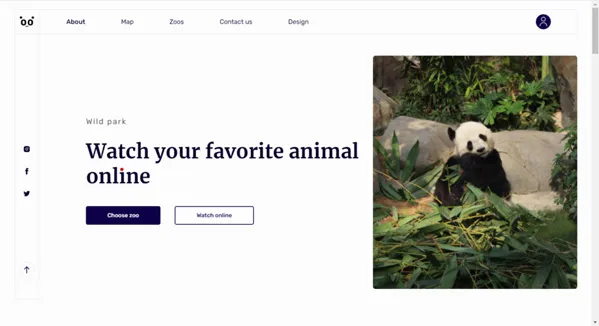 About
Map
Zoos
Contact us
Design
Wild park
Watch your favorite animal
online
Choose zoo
Watch online